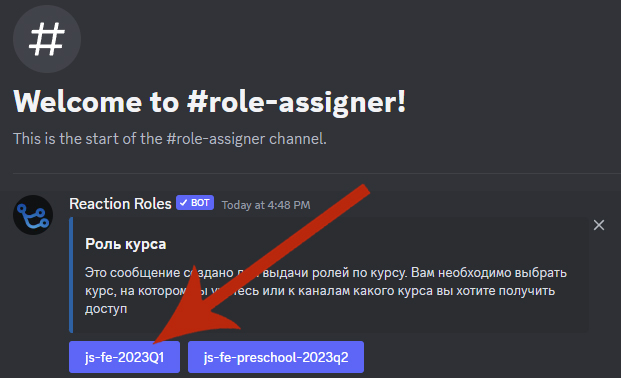 Welcome to #role-assigner!
This is the start of the #role-assigner channel.
Reaction Roles BOT Today at 4:48 PM
Роль курса
Это сообщение создано для выдачи ролей по курсу. Вам необходимо выбрать
курс, на котором вы учитесь или к каналам какого курса вы хотите получить
доступ
js-fe-2023Q1 js-fe-preschool-2023q2